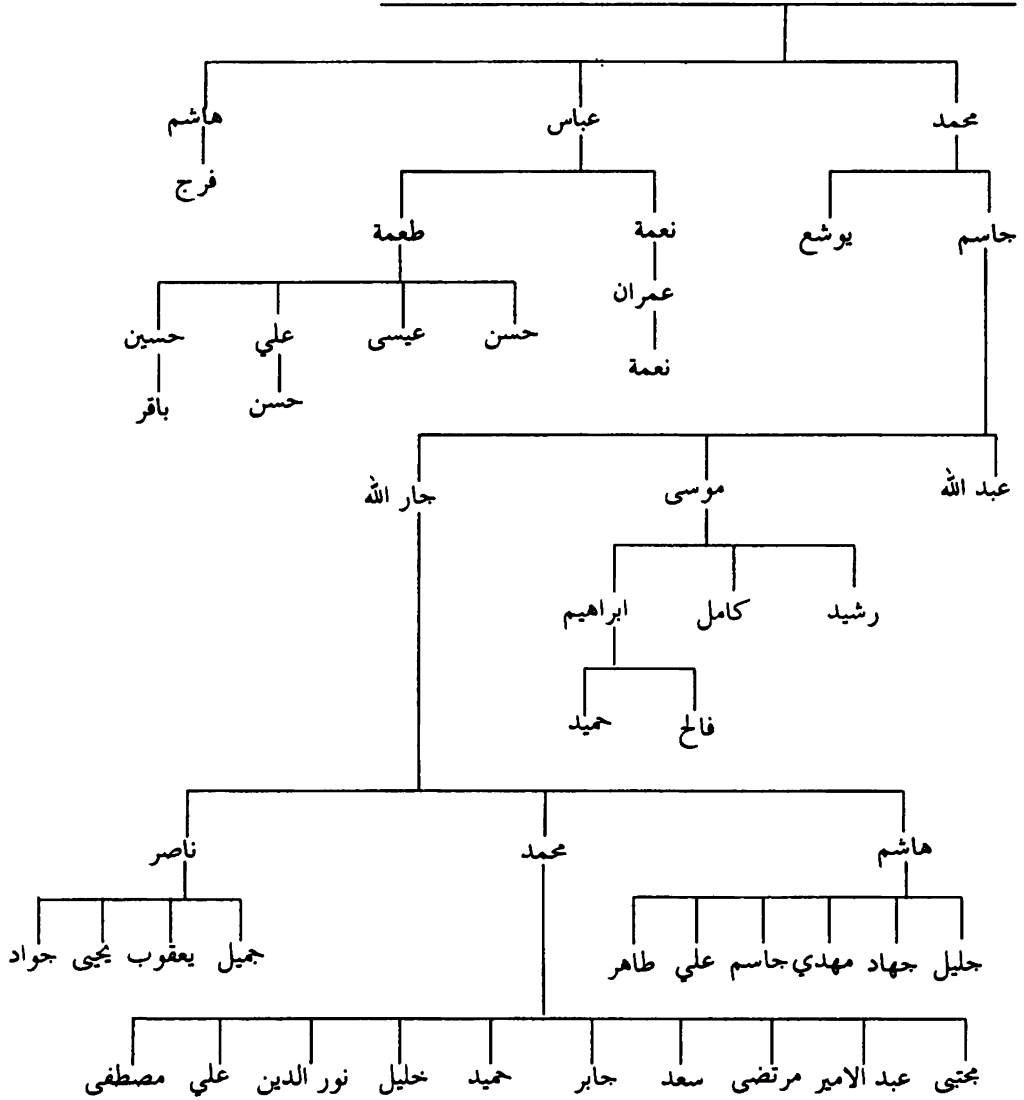 محمد عباس هاشم
فرج
جاسم يوشع نعمة طعمة
عمران
حسن عيسى علي حسين
نعمة
حسن باقر
عبد الله موسى جار الله
رشيد كامل ابراهيم
فالح حميد
هاشم محمد ناصر
جليل جهاد مهدي جاسم علي طاهر جميل يعقوب يحيى جواد
مجتبى عبد الامير مرتضى سعد جابر حميد خليل نور الدين علي مصطفى